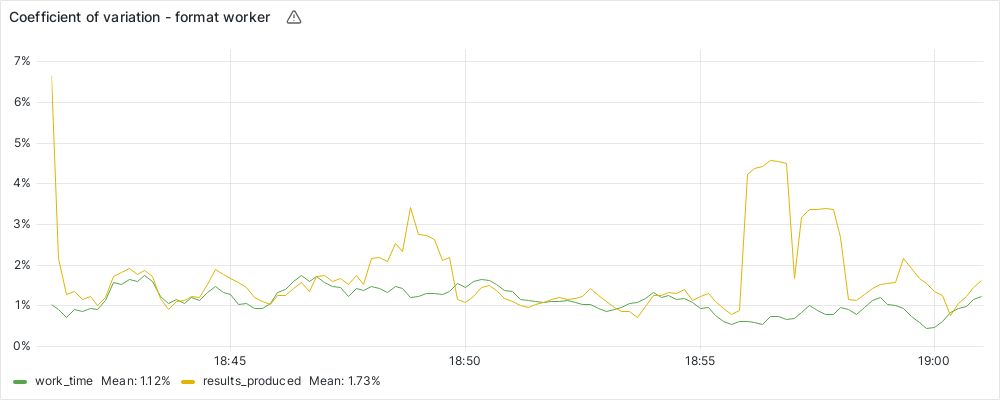 Coefficient of variation - format worker
7%
6%
5%
4%
3%
2%
1%
0%
18:45 18:50 18:55 19:00
work_time Mean: 1.12% results_produced Mean: 1.73%